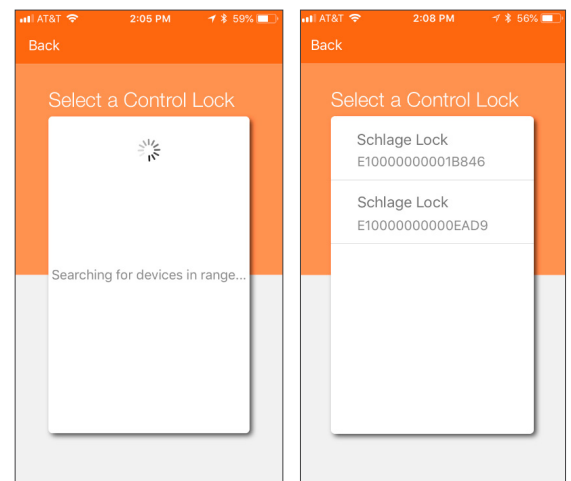 AT&T 2:05 PM 59%
Back
Select a Control Lock
Searching for devices in range...
AT&T 2:08 PM 56%
Back
Select a Control Lock
Schlage Lock
E10000000001B846
Schlage Lock
E10000000000EAD9